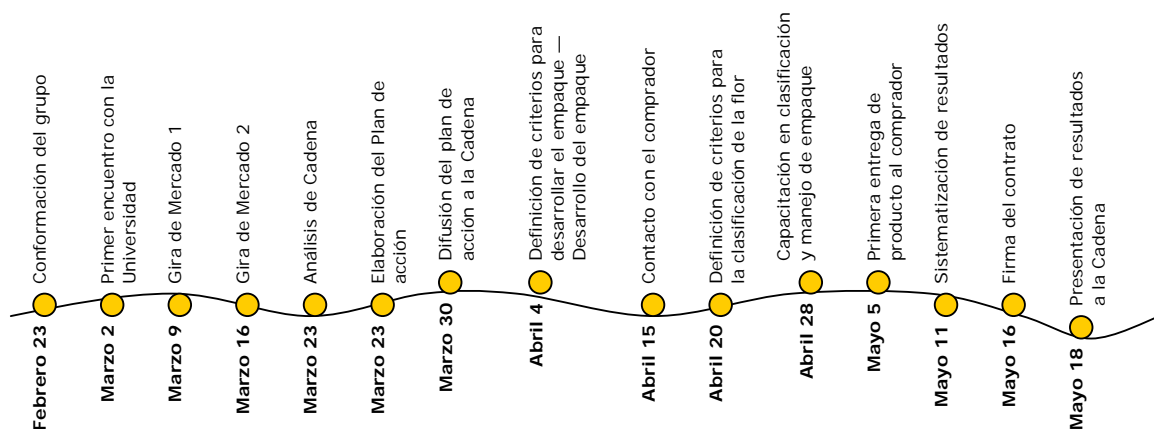 Febrero 23
Conformación del grupo
Marzo 2
Primer encuentro con la
Universidad
Marzo 9
Gira de Mercado 1
Marzo 16
Gira de Mercado 2
Marzo 23
Análisis de Cadena
Marzo 23
Elaboración del Plan de
acción
Marzo 30
Difusión del plan de
acción a la Cadena
Abril 4
Definición de criterios para
desarrollar el empaque —
Desarrollo del empaque
Abril 15
Contacto con el comprador
Abril 20
Definición de criterios para
la clasificación de la flor
Abril 28
Capacitación en clasificación
y manejo de empaque
Mayo 5
Primera entrega de
producto al comprador
Mayo 11
Sistematización de resultados
Mayo 16
Firma del contrato
Mayo 18
Presentación de resultados
a la Cadena